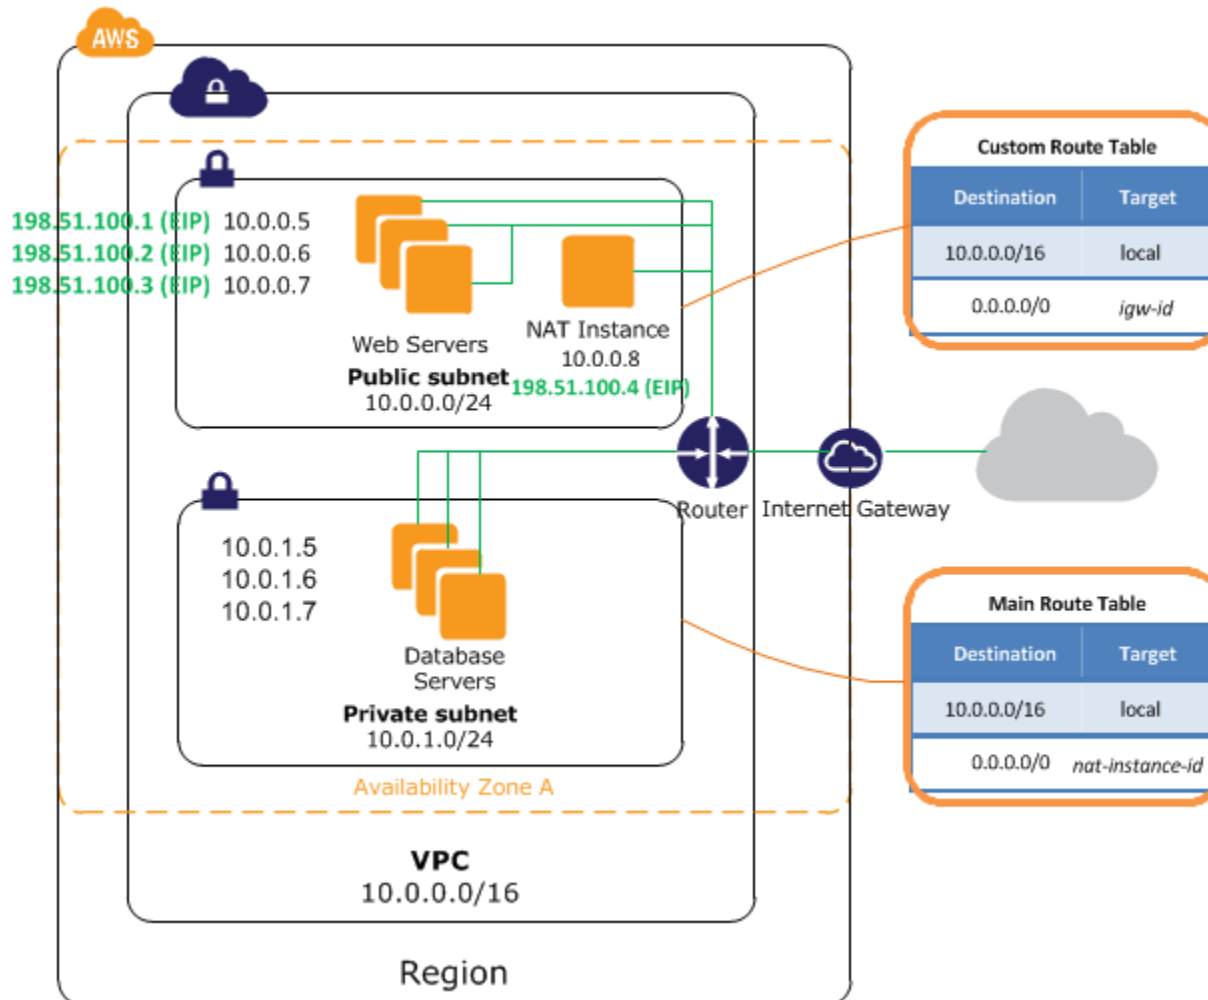 AWS
198.51.100.1 (EIP) 10.0.0.5
198.51.100.2 (EIP) 10.0.0.6
198.51.100.3 (EIP) 10.0.0.7
Web Servers
Public subnet
10.0.0.0/24
NAT Instance
10.0.0.8
198.51.100.4 (EIP)
Router
Internet Gateway
10.0.1.5
10.0.1.6
10.0.1.7
Database
Servers
Private subnet
10.0.1.0/24
Availability Zone A
VPC
10.0.0.0/16
Region
Custom Route Table
Destination Target
10.0.0.0/16 local
0.0.0.0/0 igw-id
Main Route Table
Destination Target
10.0.0.0/16 local
0.0.0.0/0 nat-instance-id